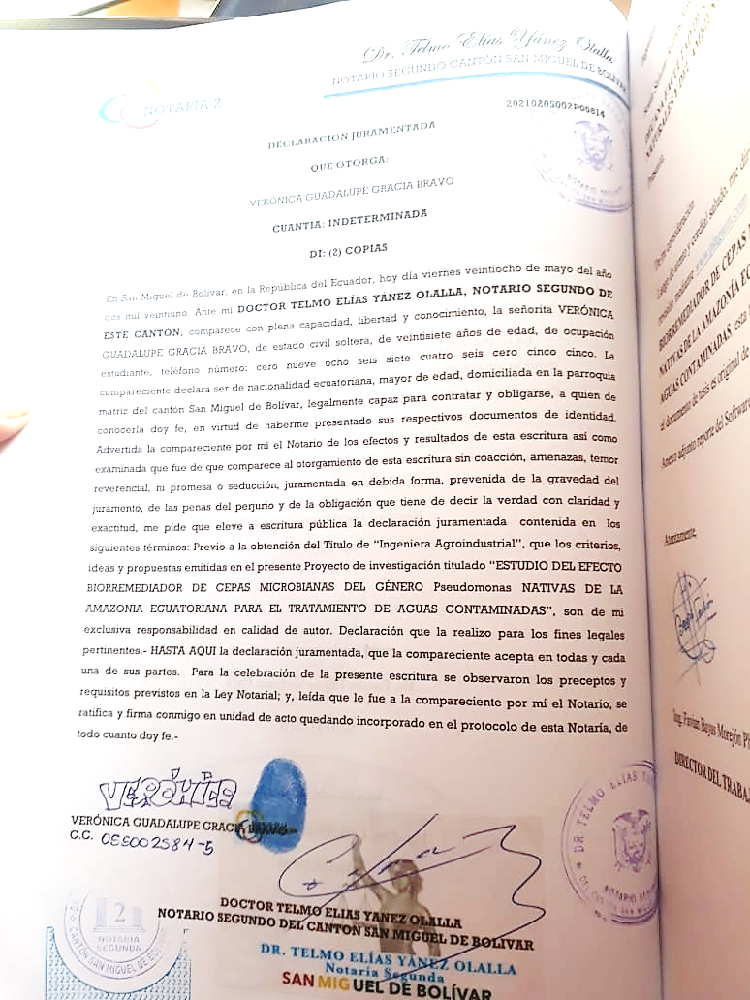 Dr. Telmo Elías Yánez Olalla
NOTARIO SEGUNDO CANTÓN SAN MIGUEL DE BOLÍVAR
NOTARIA 2
20210205002P00814
DECLARACION JURAMENTADA
QUE OTORGA:
VERÓNICA GUADALUPE GRACIA BRAVO
CUANTIA: INDETERMINADA
DI: (2) COPIAS
En San Miguel de Bolívar, en la República del Ecuador, hoy día viernes veintiocho de mayo del año
dos mil veintiuno. Ante mí DOCTOR TELMO ELÍAS YÁNEZ OLALLA, NOTARIO SEGUNDO DE
ESTE CANTÓN, comparece con plena capacidad, libertad y conocimiento, la señorita VERÓNICA
GUADALUPE GRACIA BRAVO, de estado civil soltera, de veintisiete años de edad, de ocupación
estudiante, teléfono número: cero nueve ocho seis siete cuatro seis cero cinco cinco. La
compareciente declara ser de nacionalidad ecuatoriana, mayor de edad, domiciliada en la parroquia
matriz del cantón San Miguel de Bolívar, legalmente capaz para contratar y obligarse, a quien de
conocerla doy fe, en virtud de haberme presentado sus respectivos documentos de identidad.
Advertida la compareciente por mí el Notario de los efectos y resultados de esta escritura así como
examinada que fue de que comparece al otorgamiento de esta escritura sin coacción, amenazas, temor
reverencial, ni promesa o seducción, juramentada en debida forma, prevenida de la gravedad del
juramento, de las penas del perjurio y de la obligación que tiene de decir la verdad con claridad y
exactitud, me pide que eleve a escritura pública la declaración juramentada contenida en los
siguientes términos: Previo a la obtención del Título de “Ingeniera Agroindustrial”, que los criterios,
ideas y propuestas emitidas en el presente Proyecto de investigación titulado “ESTUDIO DEL EFECTO
BIORREMEDIADOR DE CEPAS MICROBIANAS DEL GÉNERO Pseudomonas NATIVAS DE LA
AMAZONIA ECUATORIANA PARA EL TRATAMIENTO DE AGUAS CONTAMINADAS”, son de mi
exclusiva responsabilidad en calidad de autor. Declaración que la realizo para los fines legales
pertinentes.- HASTA AQUI la declaración juramentada, que la compareciente acepta en todas y cada
una de sus partes. Para la celebración de la presente escritura se observaron los preceptos y
requisitos previstos en la Ley Notarial; y, leída que le fue a la compareciente por mí el Notario, se
ratifica y firma conmigo en unidad de acto quedando incorporado en el protocolo de esta Notaría, de
todo cuanto doy fe.-
VERÓNICA
VERÓNICA GUADALUPE GRACIA BRAVO
C.C.
DOCTOR TELMO ELIAS YANEZ OLALLA
NOTARIO SEGUNDO DEL CANTON SAN MIGUEL DE BOLIVAR
DR. TELMO ELÍAS YÁNEZ OLALLA
Notaría Segunda
SAN MIGUEL DE BOLÍVAR
2
NOTARIA
SEGUNDA
CANTÓN SAN MIGUEL DE
DR. TELMO ELIAS
NOTARIO SEGUNDO
De mi consideración
BIORREMEDIADOR DE CEPAS
NATIVAS DE LA AMAZONÍA
AGUAS CONTAMINADAS, esta
el documento de tesis es original de
Anexo adjunto reporte del Software
Atentamente,
Ing. Favian Bayas Morejón
DIRECTOR DEL TRABA